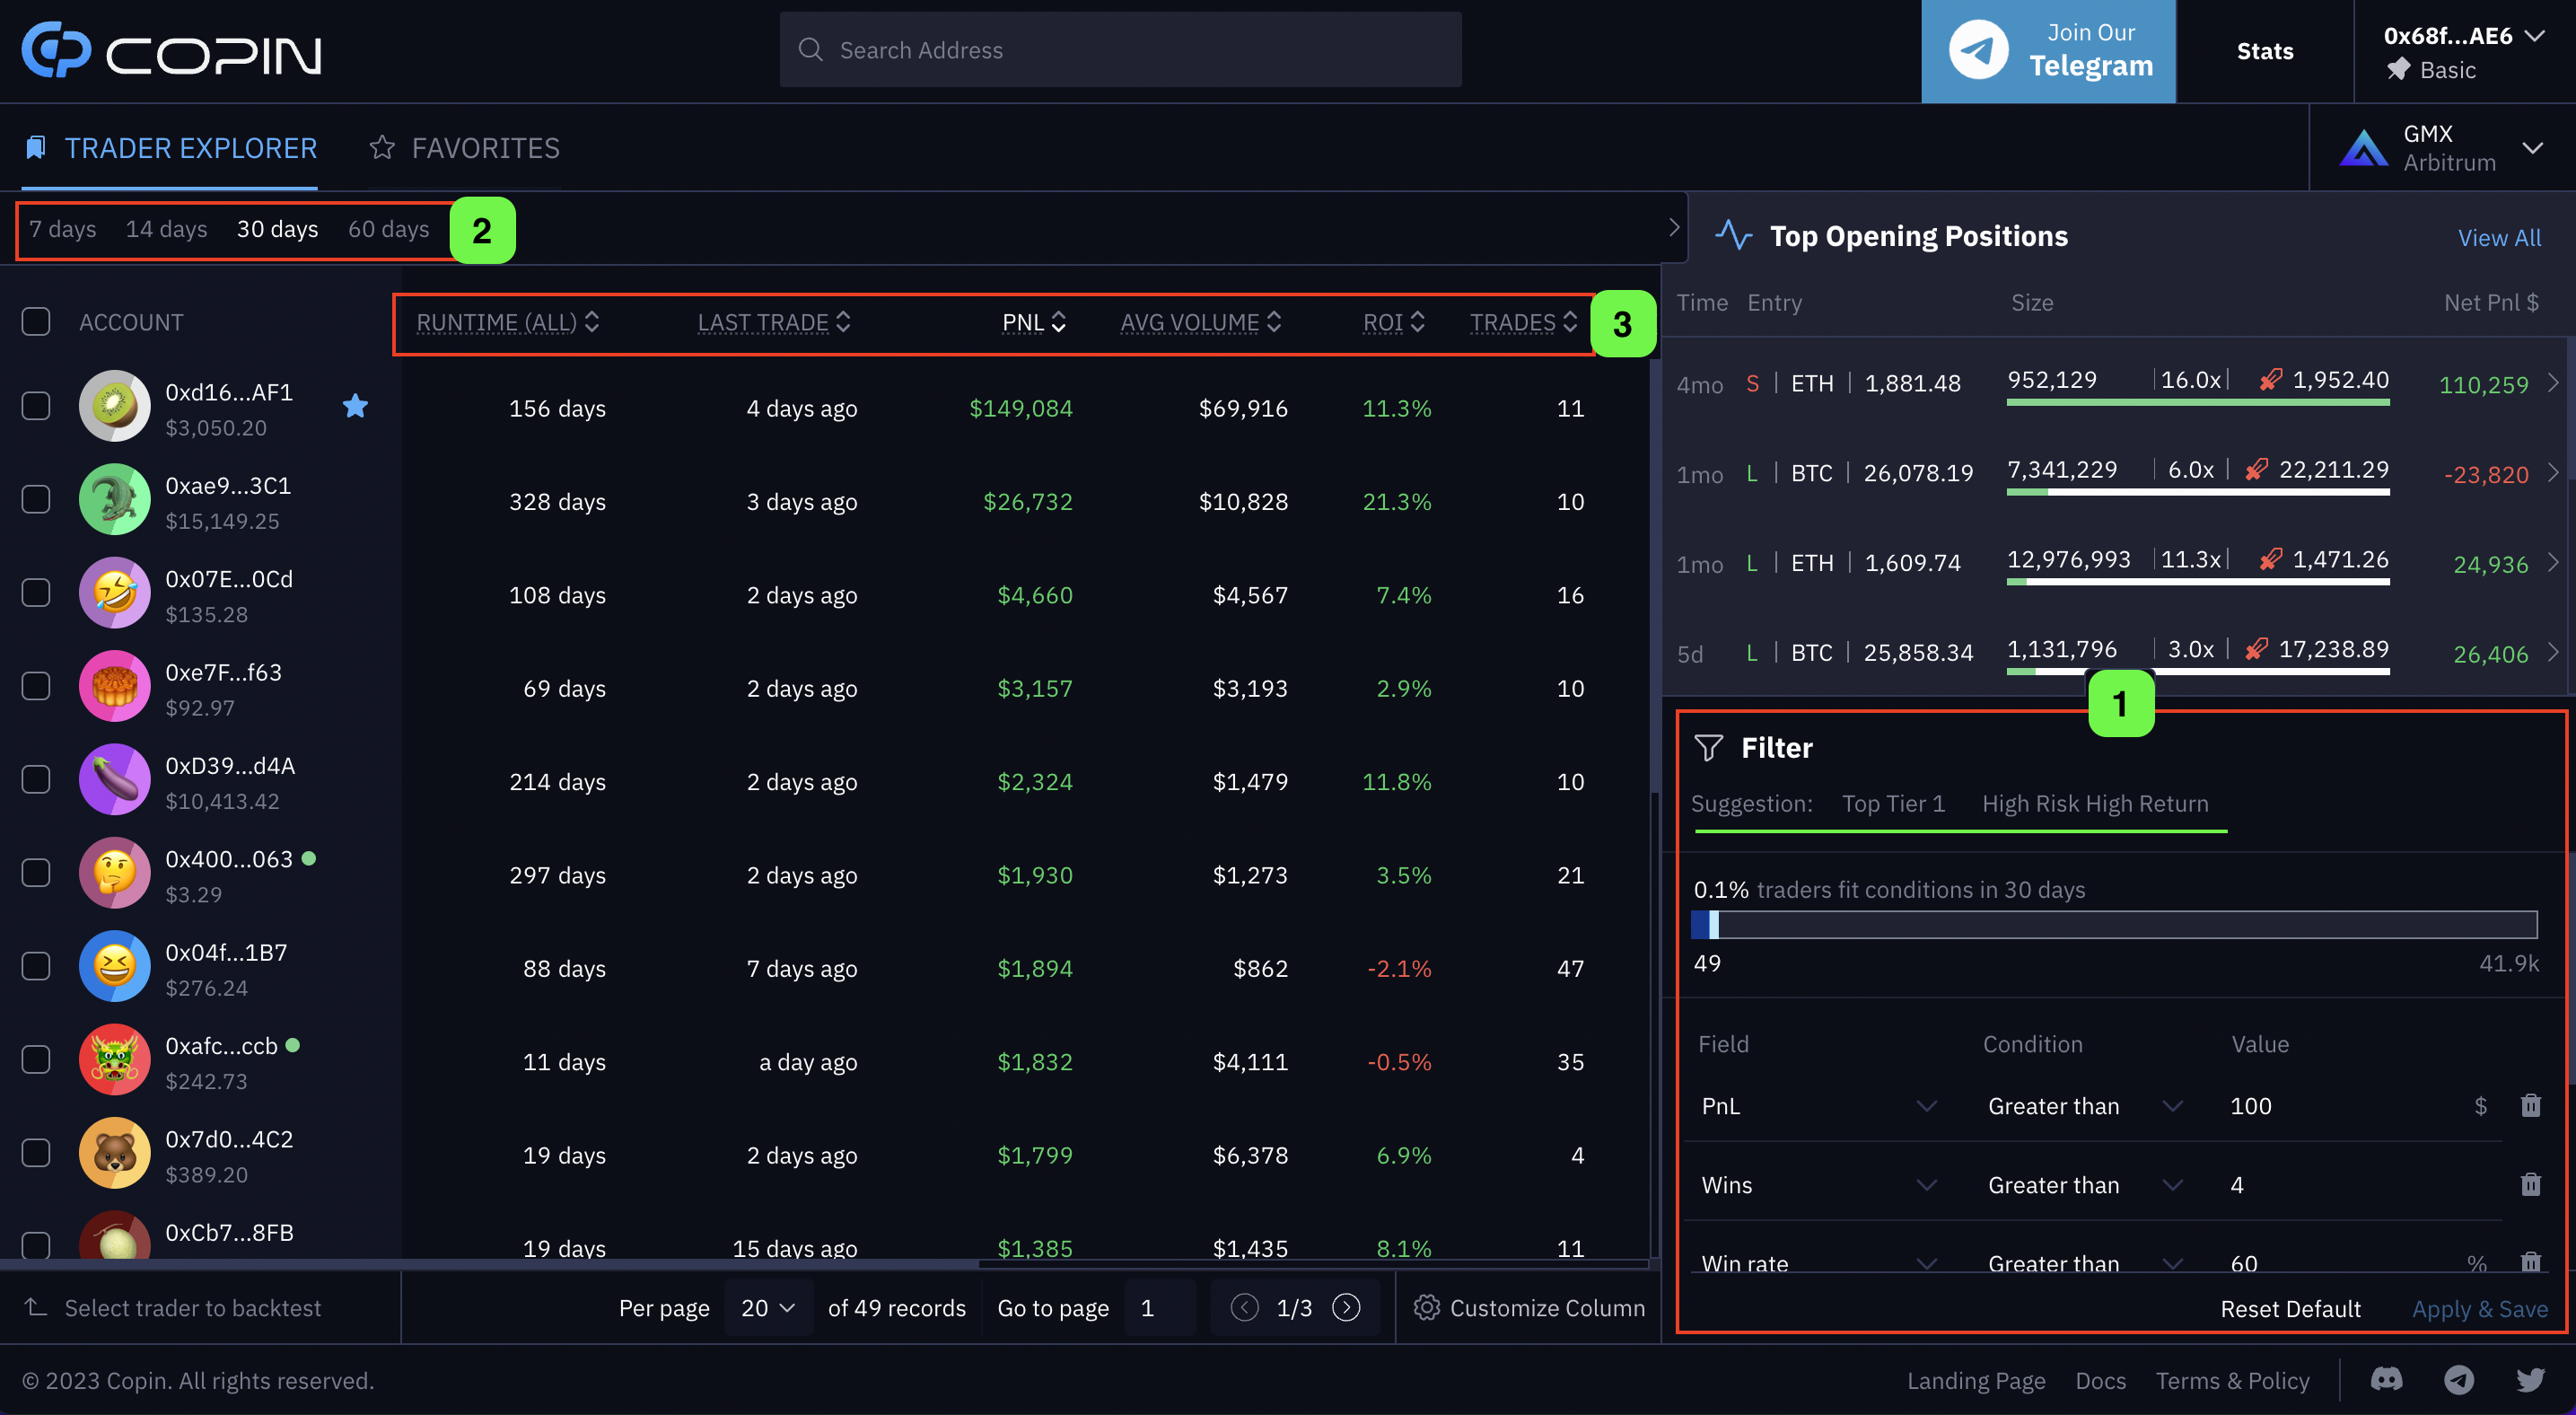 COPIN
Search Address
Join Our
Telegram
Stats
0x68f...AE6
Basic
TRADER EXPLORER
FAVORITES
GMX
Arbitrum
7 days 14 days 30 days 60 days
2
ACCOUNT RUNTIME (ALL) LAST TRADE PNL AVG VOLUME ROI TRADES
3
0xd16...AF1
$3,050.20
156 days 4 days ago $149,084 $69,916 11.3% 11
0xae9...3C1
$15,149.25
328 days 3 days ago $26,732 $10,828 21.3% 10
0x07E...0Cd
$135.28
108 days 2 days ago $4,660 $4,567 7.4% 16
0xe7F...f63
$92.97
69 days 2 days ago $3,157 $3,193 2.9% 10
0xD39...d4A
$10,413.42
214 days 2 days ago $2,324 $1,479 11.8% 10
0x400...063
$3.29
297 days 2 days ago $1,930 $1,273 3.5% 21
0x04f...1B7
$276.24
88 days 7 days ago $1,894 $862 -2.1% 47
0xafc...ccb
$242.73
11 days a day ago $1,832 $4,111 -0.5% 35
0x7d0...4C2
$389.20
19 days 2 days ago $1,799 $6,378 6.9% 4
0xCb7...8FB
19 days 15 days ago $1,385 $1,435 8.1% 11
Select trader to backtest
Per page 20 of 49 records Go to page 1 1/3 Customize Column
Top Opening Positions
View All
Time Entry Size Net Pnl $
4mo S | ETH | 1,881.48 952,129 |16.0x| 1,952.40 110,259
1mo L | BTC | 26,078.19 7,341,229 | 6.0x | 22,211.29 -23,820
1mo L | ETH | 1,609.74 12,976,993 |11.3x| 1,471.26 24,936
5d L | BTC | 25,858.34 1,131,796 | 3.0x | 17,238.89 26,406
1
Filter
Suggestion: Top Tier 1 High Risk High Return
0.1% traders fit conditions in 30 days
49 41.9k
Field Condition Value
PnL Greater than 100 $
Wins Greater than 4
Win rate Greater than 60 %
Reset Default Apply & Save
© 2023 Copin. All rights reserved.
Landing Page Docs Terms & Policy